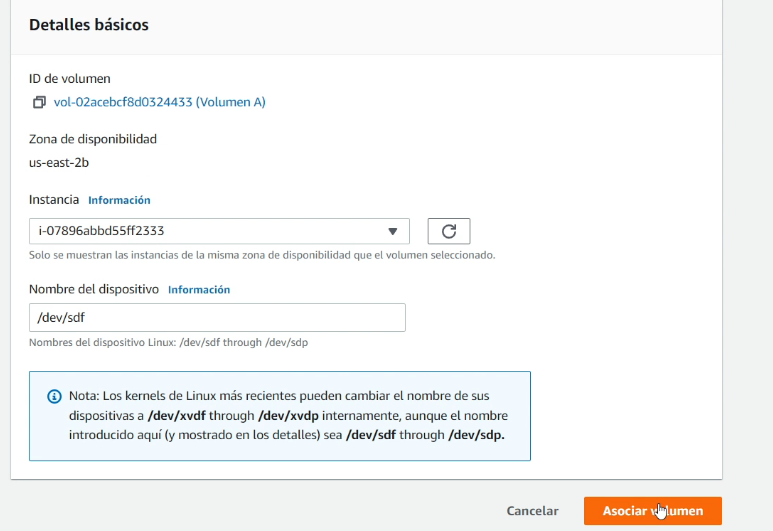 Detalles básicos
ID de volumen
vol-02acebcf8d0324433 (Volumen A)
Zona de disponibilidad
us-east-2b
Instancia Información
i-07896abbd55ff2333
Solo se muestran las instancias de la misma zona de disponibilidad que el volumen seleccionado.
Nombre del dispositivo Información
/dev/sdf
Nombres del dispositivo Linux: /dev/sdf through /dev/sdp
Nota: Los kernels de Linux más recientes pueden cambiar el nombre de sus
dispositivas a /dev/xvdf through /dev/xvdp internamente, aunque el nombre
introducido aquí (y mostrado en los detalles) sea /dev/sdf through /dev/sdp.
Cancelar Asociar volumen